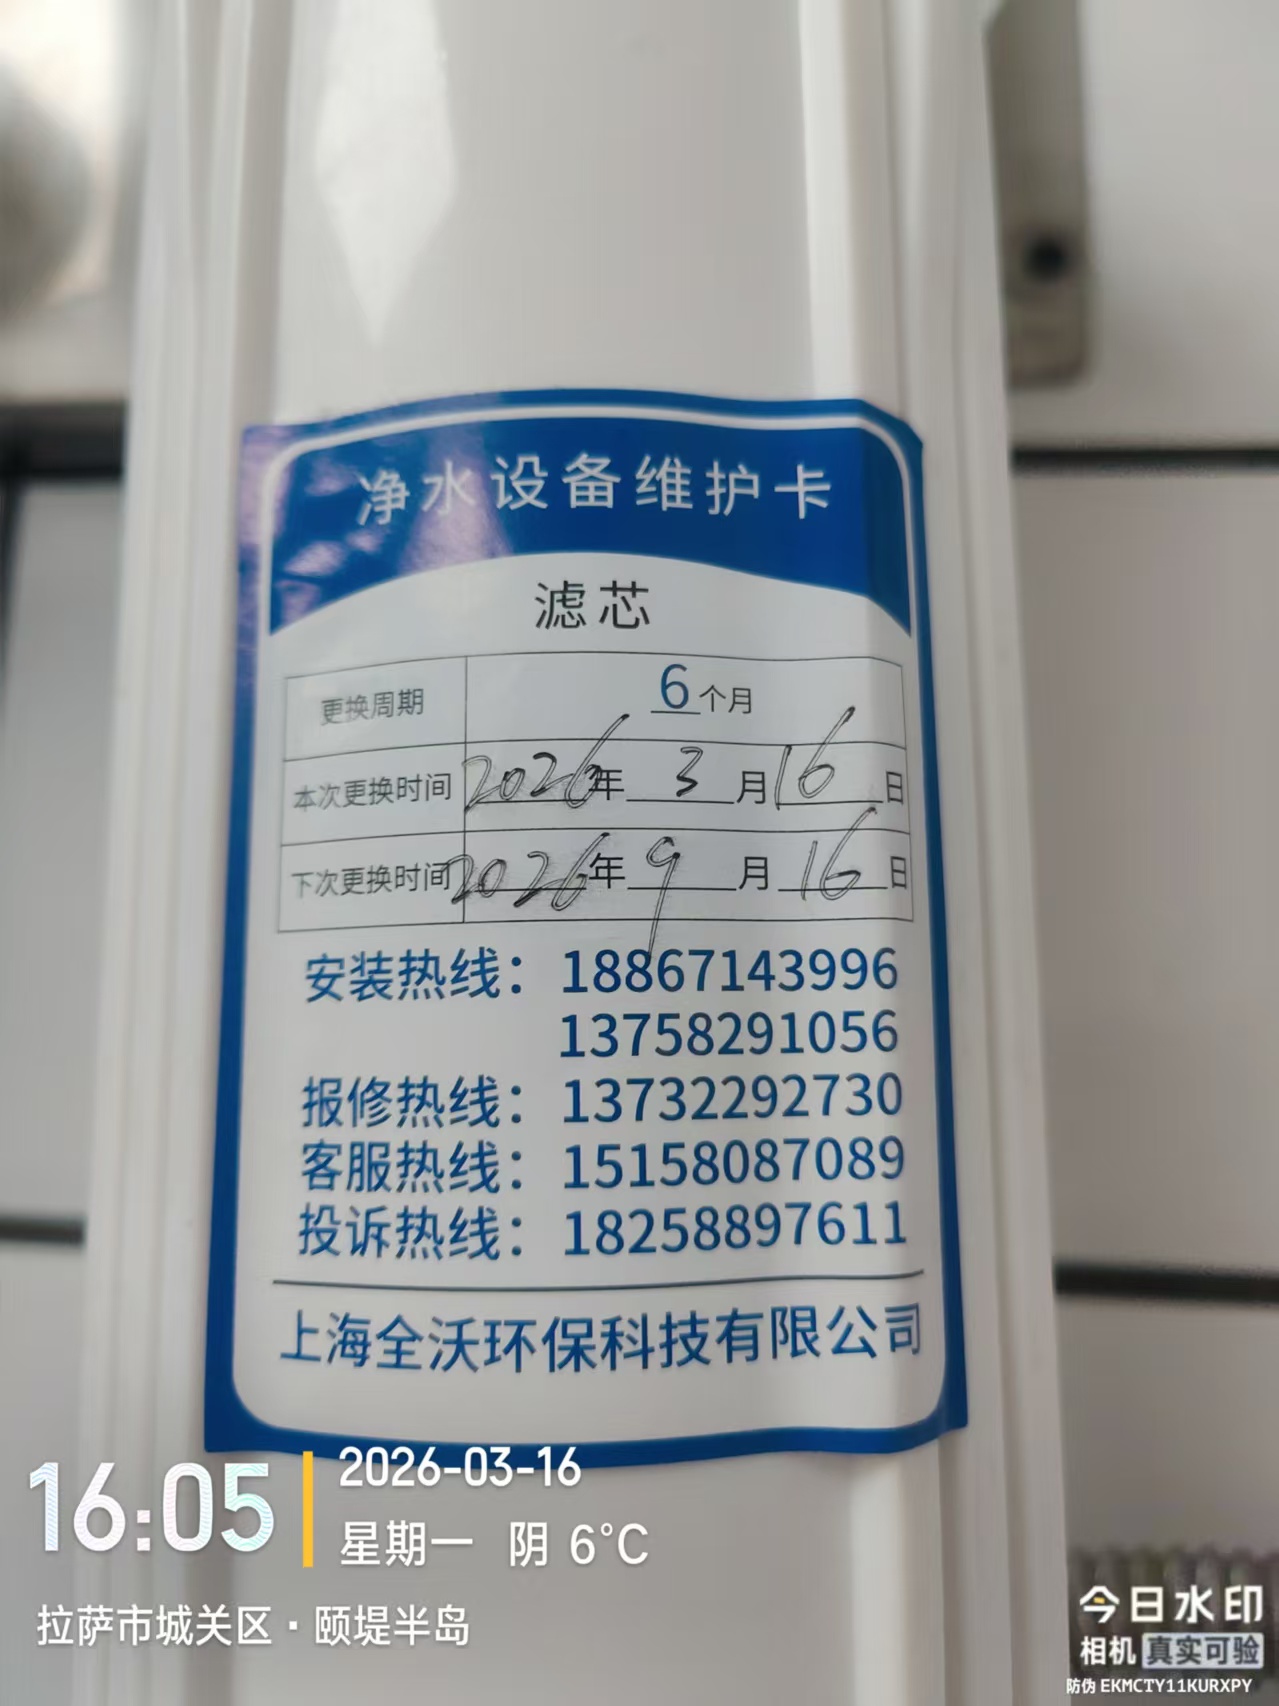 净水设备维护卡
滤芯
更换周期 6个月
本次更换时间 2026年3月16日
下次更换时间 2026年9月16日
安装热线：18867143996
13758291056
报修热线：13732292730
客服热线：15158087089
投诉热线：18258897611
上海全沃环保科技有限公司
16:05
2026-03-16
星期一 阴 6°C
拉萨市城关区·颐堤半岛
今日水印
相机 真实可验
防伪 EKMCTY11KURXPY